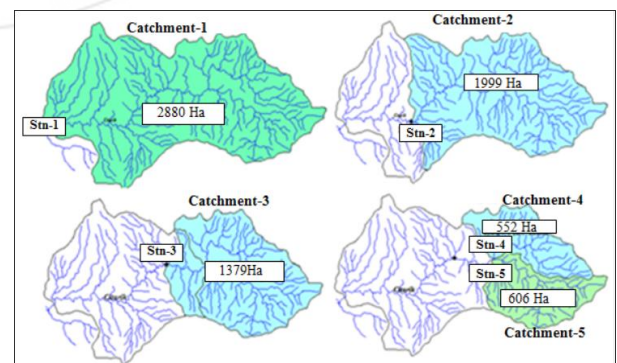 Catchment-1
2880 Ha
Stn-1
Catchment-2
1999 Ha
Stn-2
Catchment-3
Stn-3
1379Ha
Catchment-4
552 Ha
Stn-4
Stn-5
606 Ha
Catchment-5